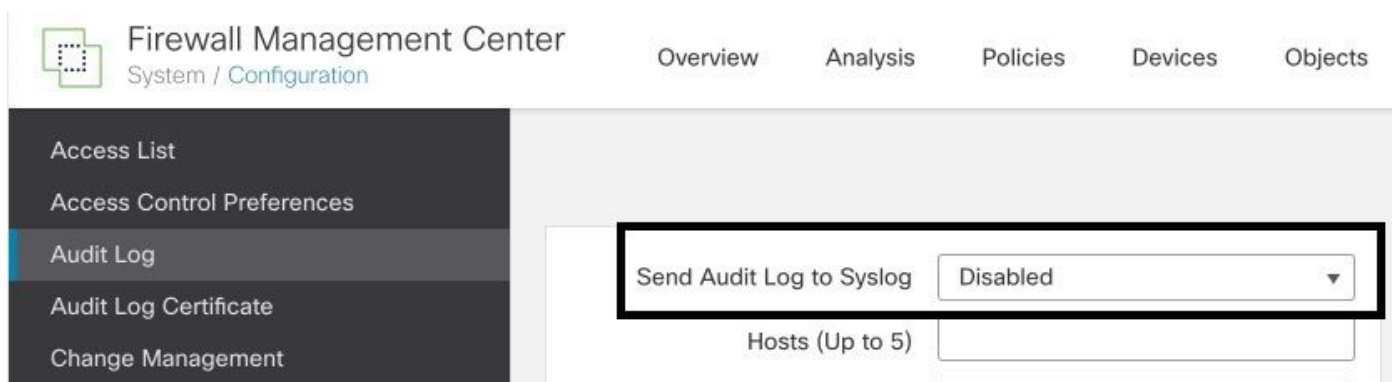 Firewall Management Center
System / Configuration
Overview Analysis Policies Devices Objects
Access List
Access Control Preferences
Audit Log
Audit Log Certificate
Change Management
Send Audit Log to Syslog Disabled
Hosts (Up to 5)